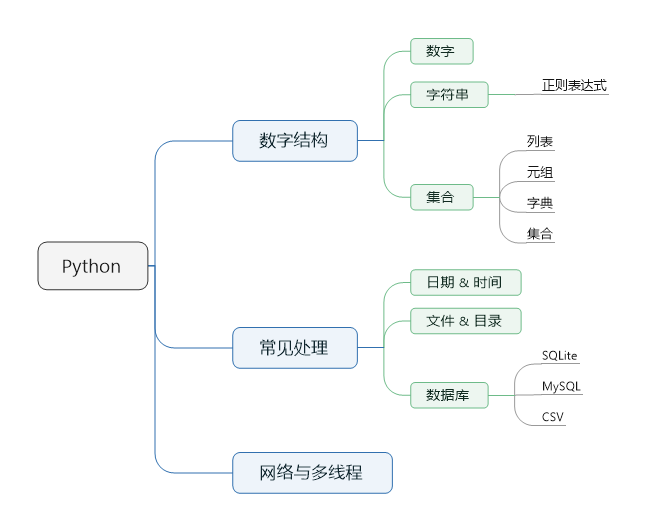 Python
数字结构
数字
字符串
正则表达式
集合
列表
元组
字典
集合
常见处理
日期 & 时间
文件 & 目录
数据库
SQLite
MySQL
CSV
网络与多线程